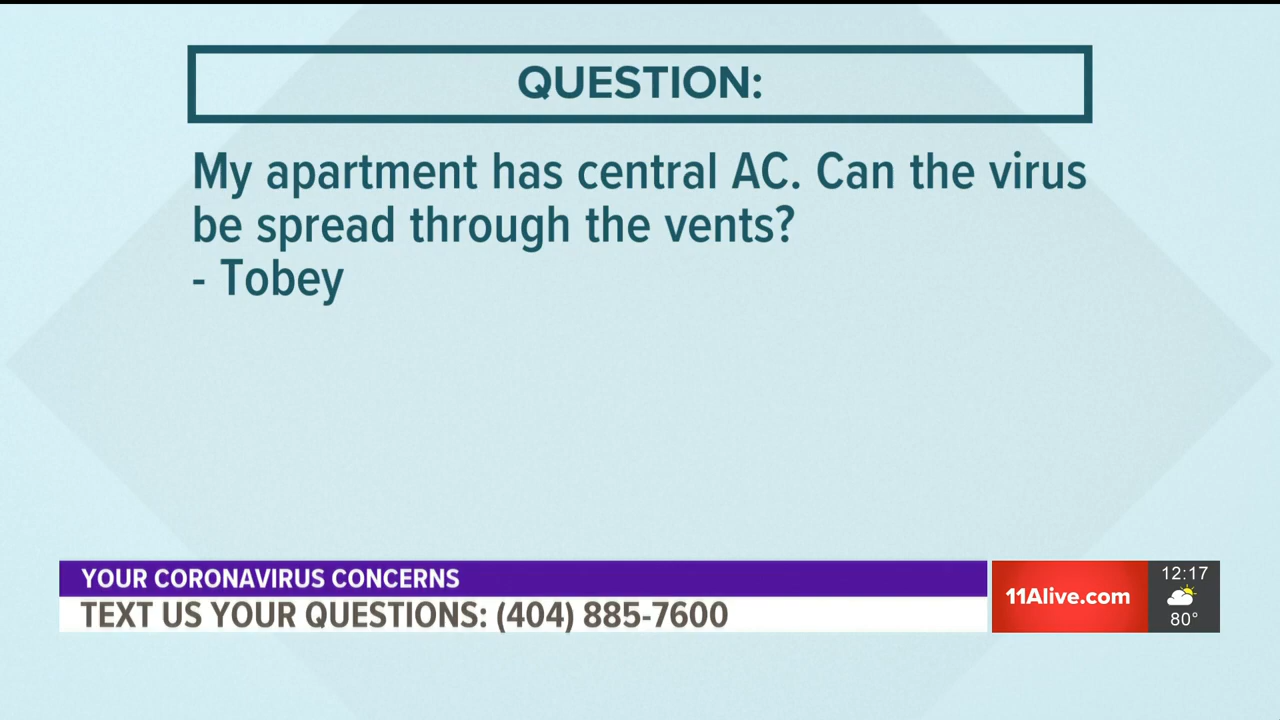 QUESTION:
My apartment has central AC. Can the virus
be spread through the vents?
- Tobey
YOUR CORONAVIRUS CONCERNS
TEXT US YOUR QUESTIONS: (404) 885-7600
11Alive.com
12:17
80°